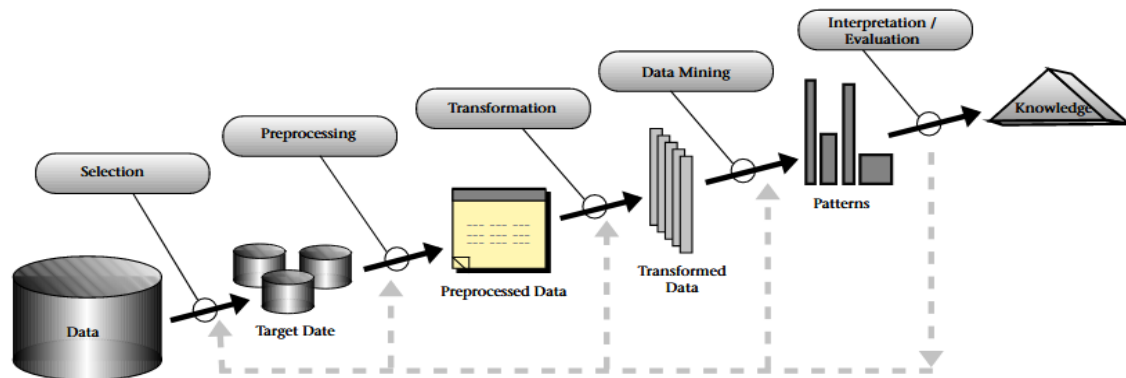 Interpretation /
Evaluation
Data Mining
Transformation
Preprocessing
Selection
Knowledge
Patterns
Transformed
Data
Preprocessed Data
Target Date
Data